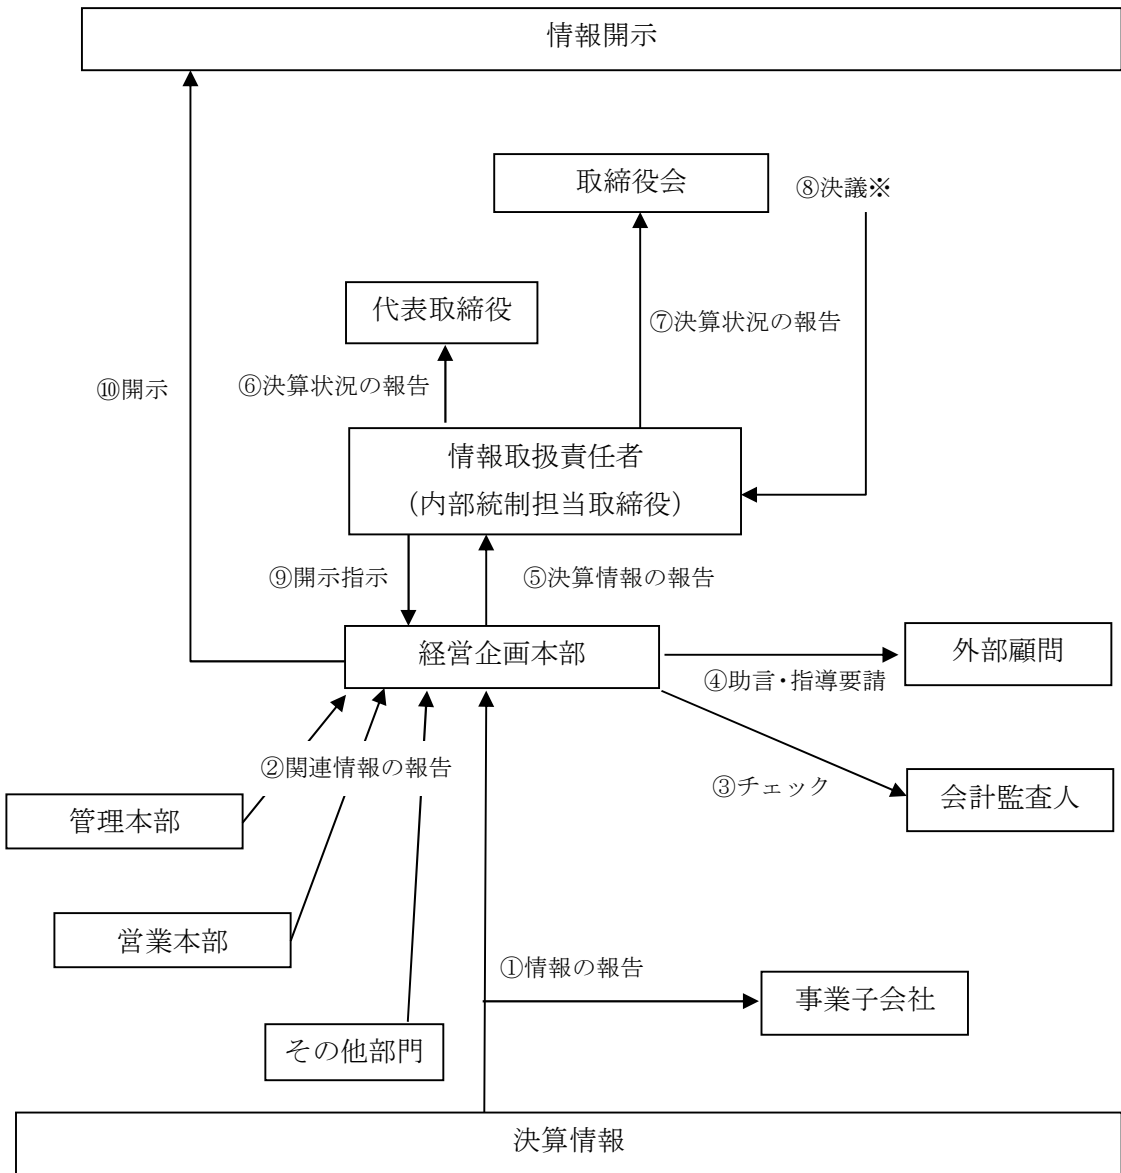 情報開示
取締役会
⑧決議※
代表取締役
⑦決算状況の報告
⑩開示
⑥決算状況の報告
情報取扱責任者
（内部統制担当取締役）
⑨開示指示
⑤決算情報の報告
経営企画本部
外部顧問
④助言・指導要請
②関連情報の報告
③チェック
会計監査人
管理本部
営業本部
①情報の報告
事業子会社
その他部門
決算情報